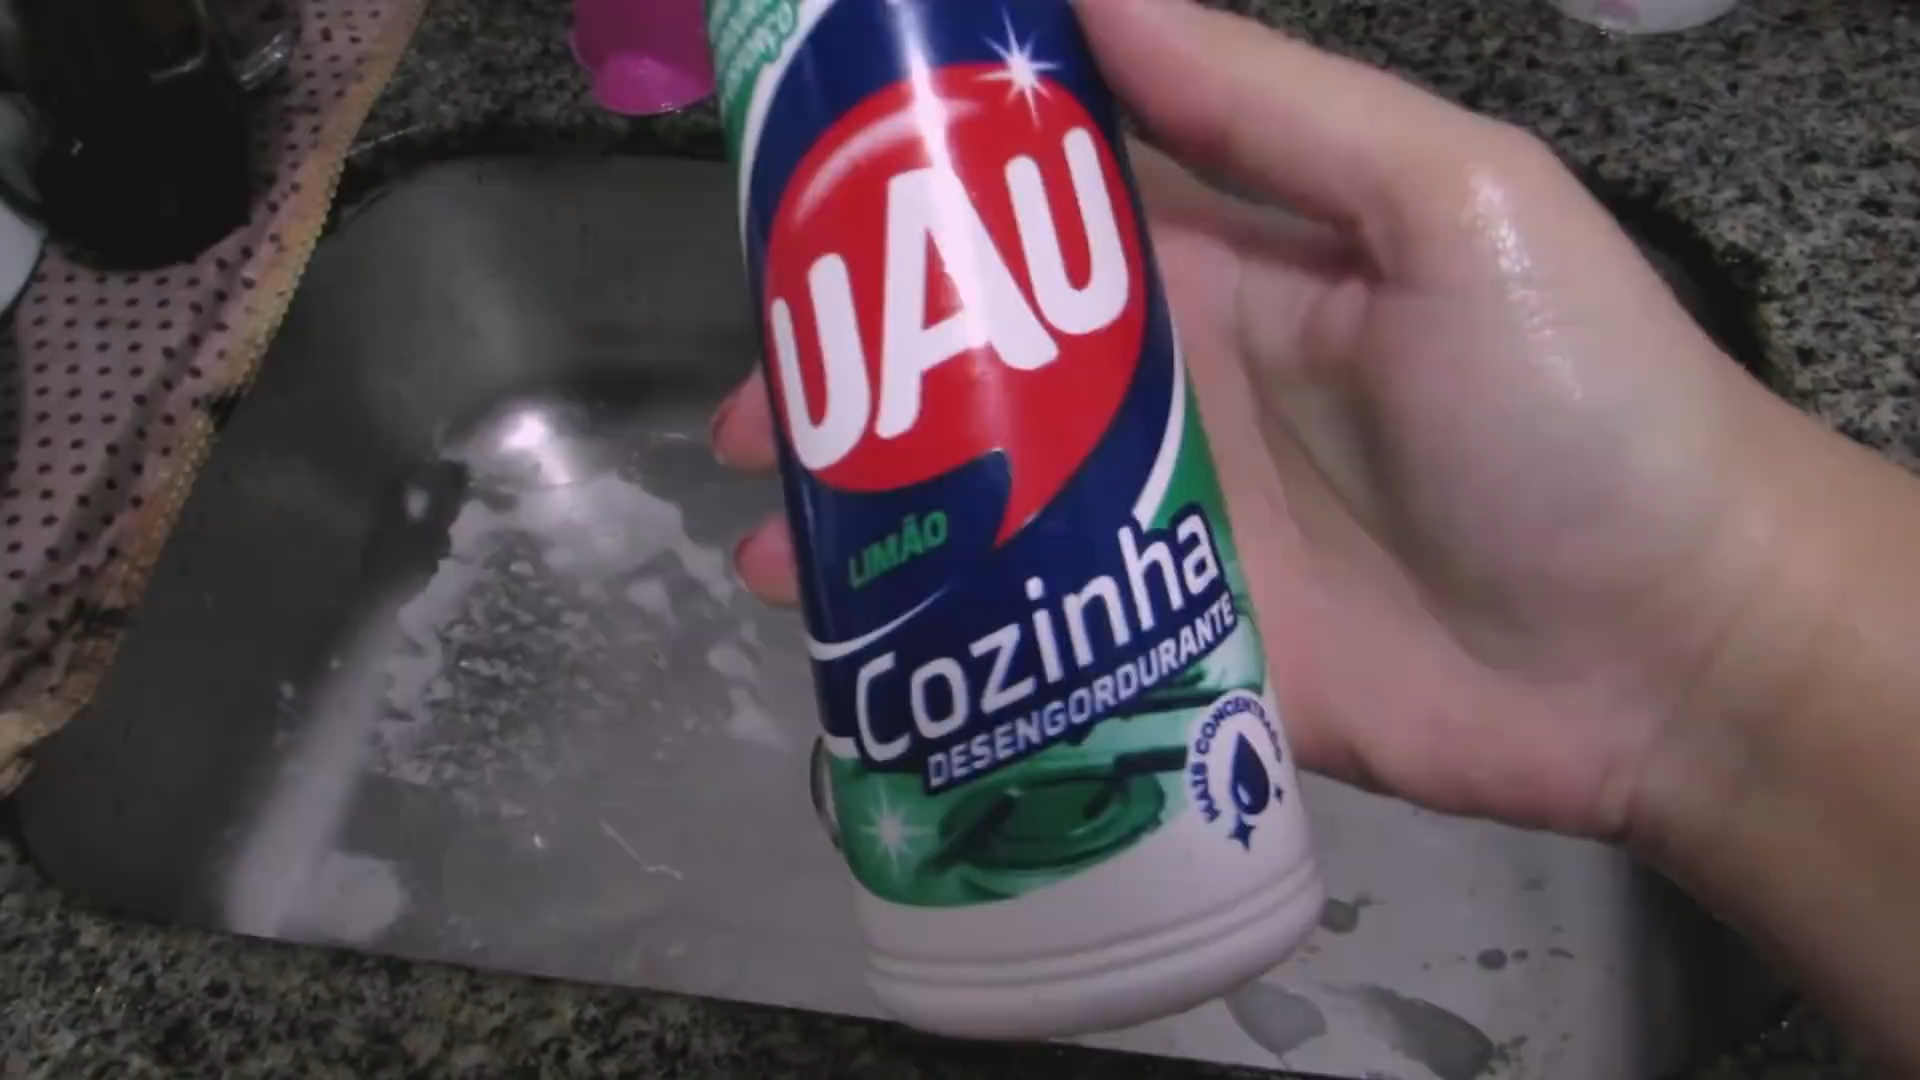 UAU
LIMÃO
Cozinha
DESENGORDURANTE
MAIS CONCENTRADO